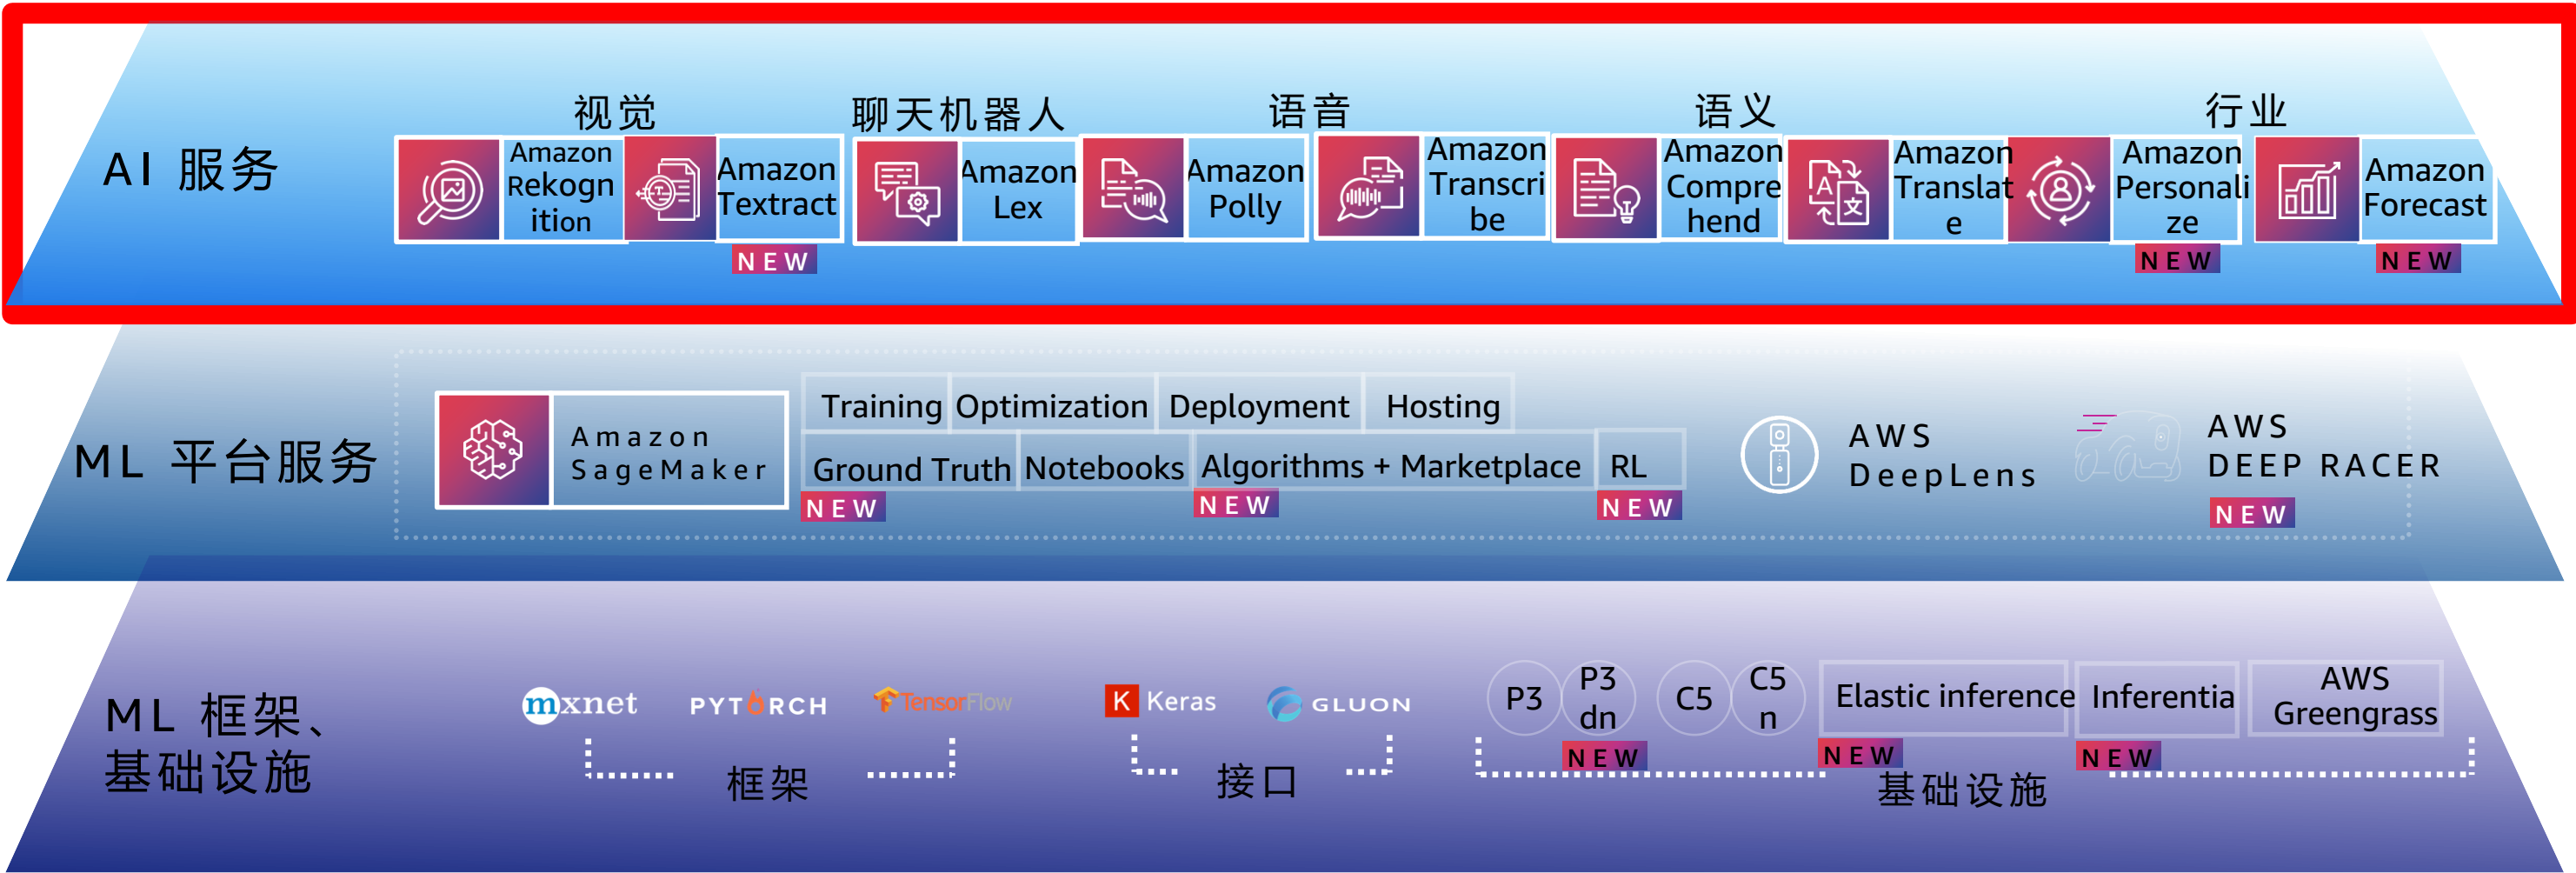 视觉
聊天机器人
语音
语义
行业
AI 服务
Amazon
Rekogn
ition
Amazon
Textract
NEW
Amazon
Lex
Amazon
Polly
Amazon
Transcri
be
Amazon
Compre
hend
Amazon
Translat
e
Amazon
Personali
ze
NEW
Amazon
Forecast
NEW
ML 平台服务
Amazon
SageMaker
Training
Optimization
Deployment
Hosting
Ground Truth
NEW
Notebooks
Algorithms + Marketplace
NEW
RL
NEW
AWS
DeepLens
AWS
DEEP RACER
NEW
ML 框架、
基础设施
mxnet
PYTORCH
TensorFlow
框架
K Keras
GLUON
接口
P3
P3
dn
NEW
C5
C5
n
Elastic inference
NEW
Inferentia
NEW
AWS
Greengrass
基础设施